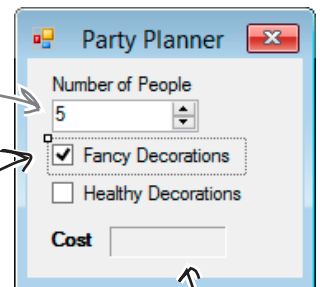 Party Planner
Number of People
5
Fancy Decorations
Healthy Decorations
Cost